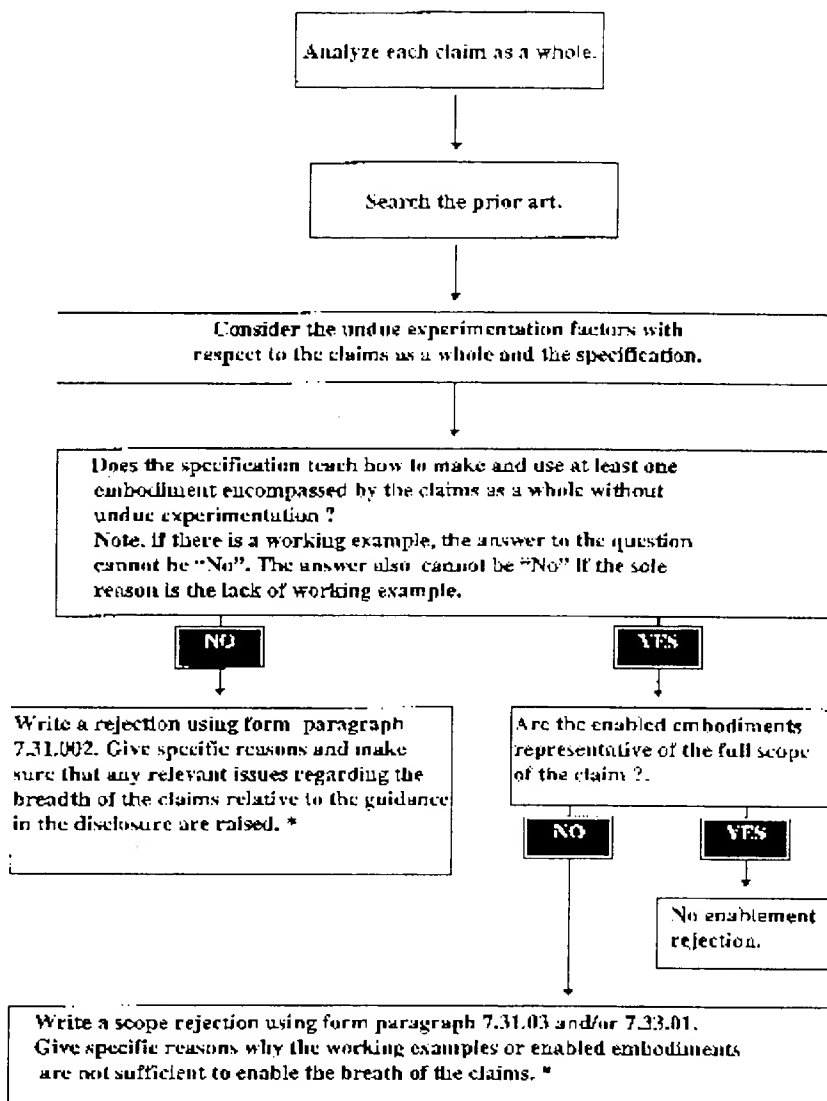 Analyze each claim as a whole.
Search the prior art.
Consider the undue experimentation factors with
respect to the claims as a whole and the specification.
Does the specification teach how to make and use at least one
embodiment encompassed by the claims as a whole without
undue experimentation ?
Note. if there is a working example, the answer to the question
cannot be “No”. The answer also cannot be “No” if the sole
reason is the lack of working example.
NO
YES
Write a rejection using form paragraph
7.31.002. Give specific reasons and make
sure that any relevant issues regarding the
breadth of the claims relative to the guidance
in the disclosure are raised. *
Are the enabled embodiments
representative of the full scope
of the claim ?.
NO
YES
No enablement
rejection.
Write a scope rejection using form paragraph 7.31.03 and/or 7.33.01.
Give specific reasons why the working examples or enabled embodiments
are not sufficient to enable the breath of the claims. *